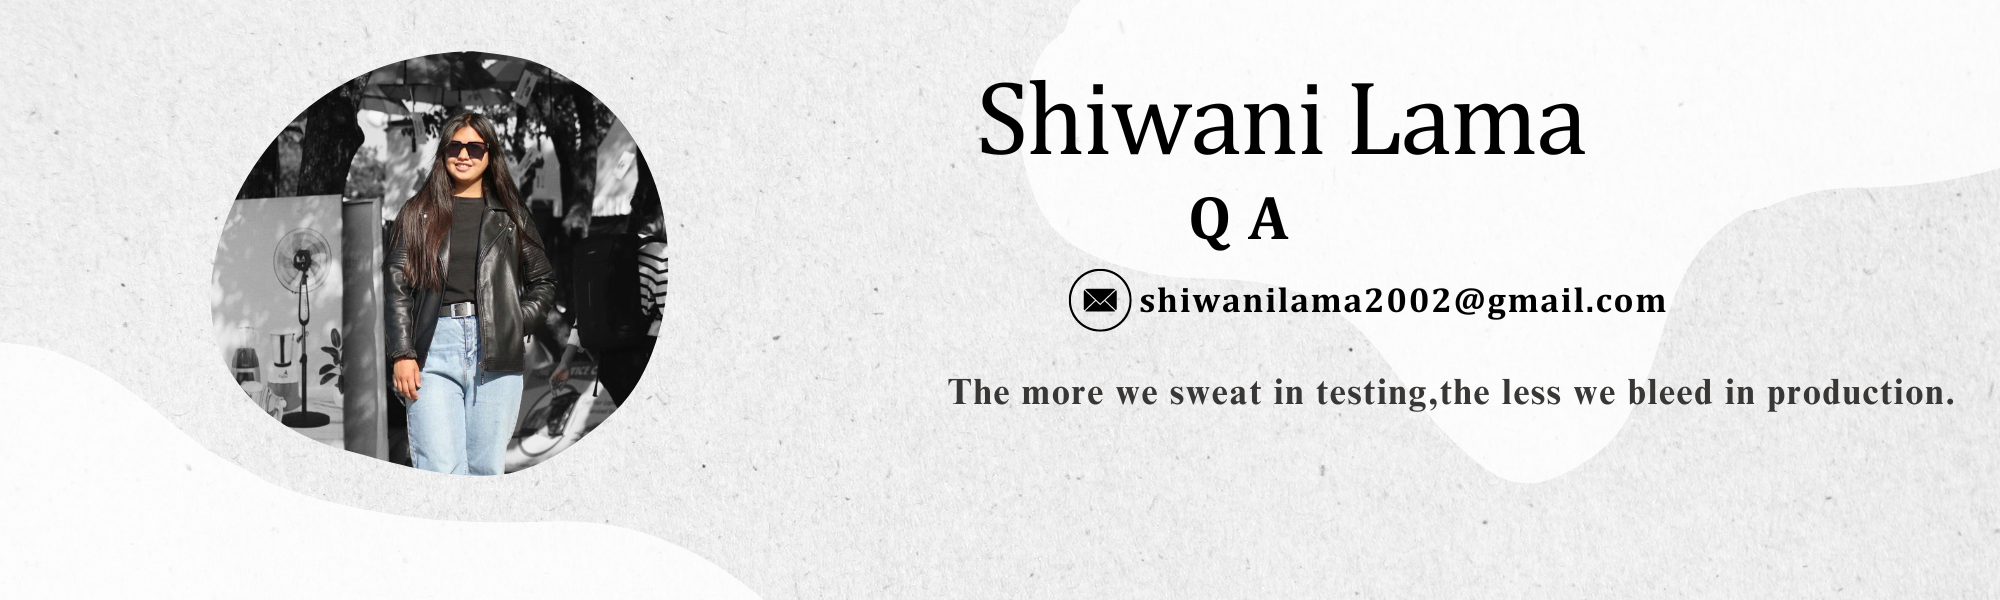 Shiwani Lama
Q A
shiwanilama2002@gmail.com
The more we sweat in testing,the less we bleed in production.